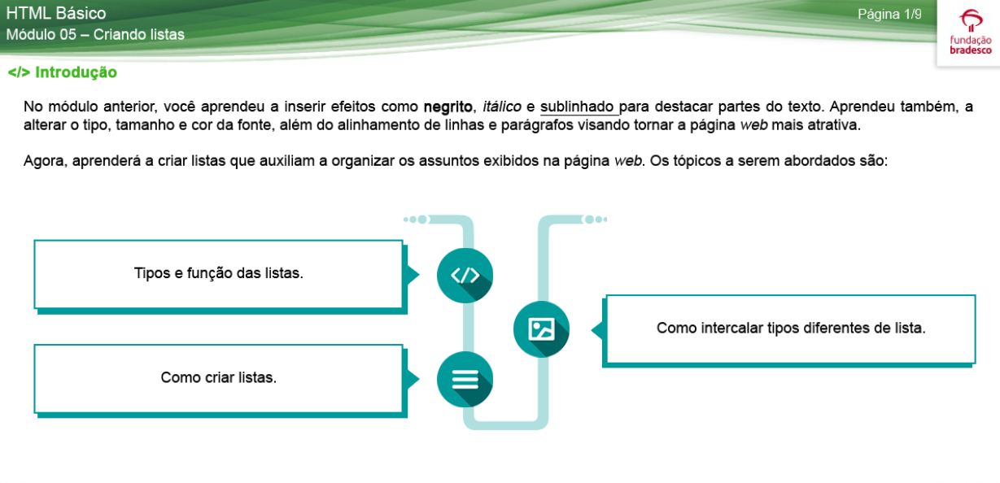 HTML Básico
Módulo 05 – Criando listas
Página 1/9
fundação
bradesco
</> Introdução
No módulo anterior, você aprendeu a inserir efeitos como negrito, itálico e sublinhado para destacar partes do texto. Aprendeu também, a
alterar o tipo, tamanho e cor da fonte, além do alinhamento de linhas e parágrafos visando tornar a página web mais atrativa.
Agora, aprenderá a criar listas que auxiliam a organizar os assuntos exibidos na página web. Os tópicos a serem abordados são:
Tipos e função das listas.
</>
Como criar listas.
Como intercalar tipos diferentes de lista.